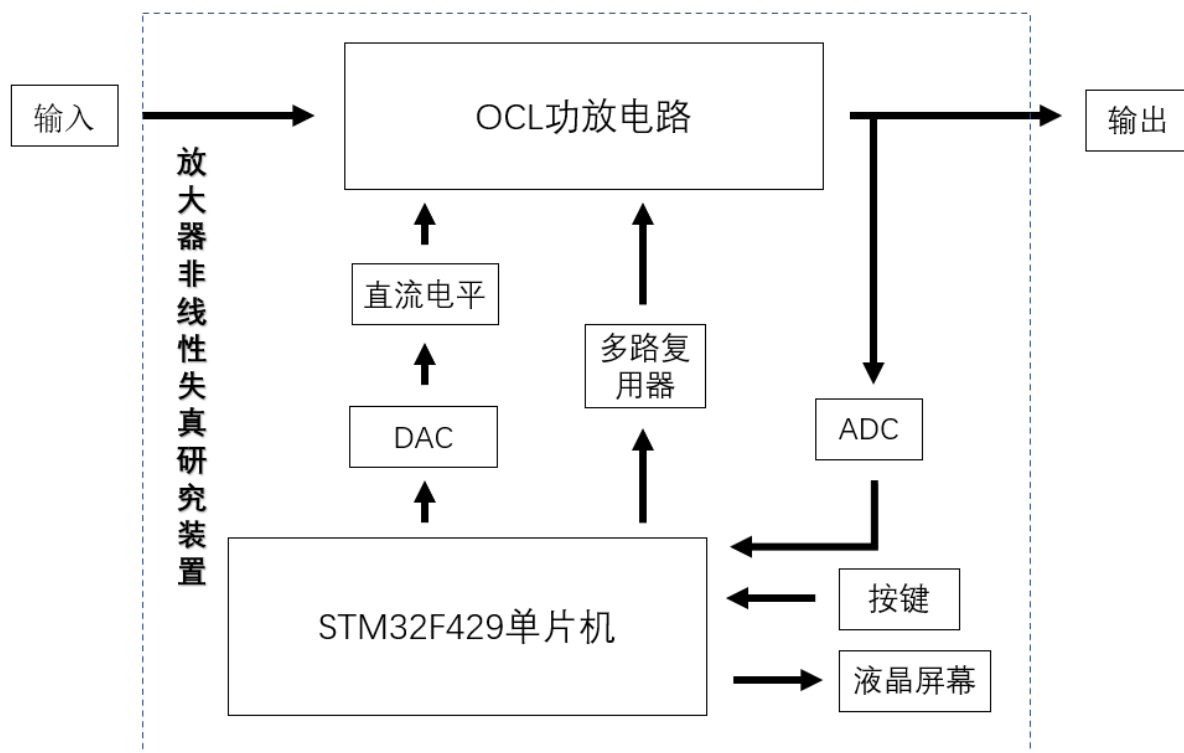 输入
OCL功放电路
输出
放大器非线性失真研究装置
直流电平
多路复
用器
DAC
ADC
STM32F429单片机
按键
液晶屏幕